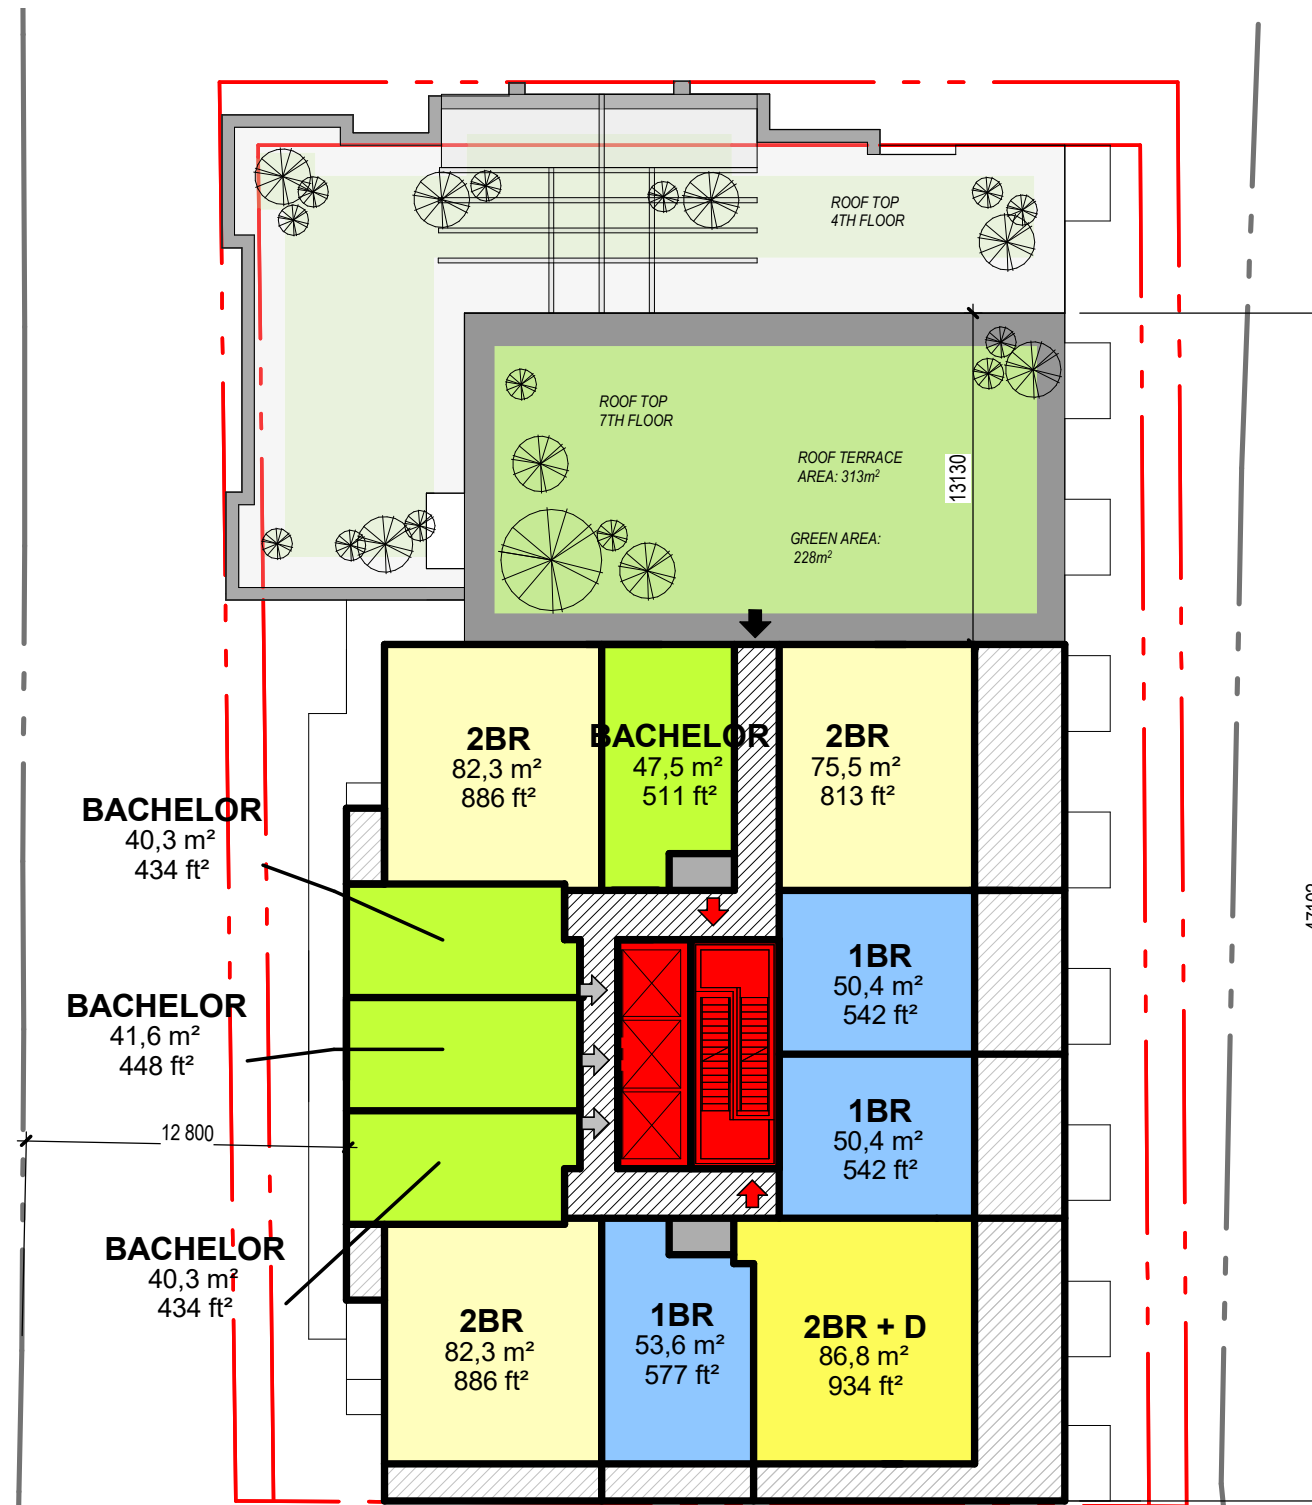 ROOF TOP
4TH FLOOR
ROOF TOP
7TH FLOOR
ROOF TERRACE
AREA: 313m²
13130
GREEN AREA:
228m²
2BR
82,3 m²
886 ft²
BACHELOR
47,5 m²
511 ft²
2BR
75,5 m²
813 ft²
BACHELOR
40,3 m²
434 ft²
1BR
50,4 m²
542 ft²
BACHELOR
41,6 m²
448 ft²
1BR
50,4 m²
542 ft²
12 800
BACHELOR
40,3 m²
434 ft²
2BR
82,3 m²
886 ft²
1BR
53,6 m²
577 ft²
2BR + D
86,8 m²
934 ft²